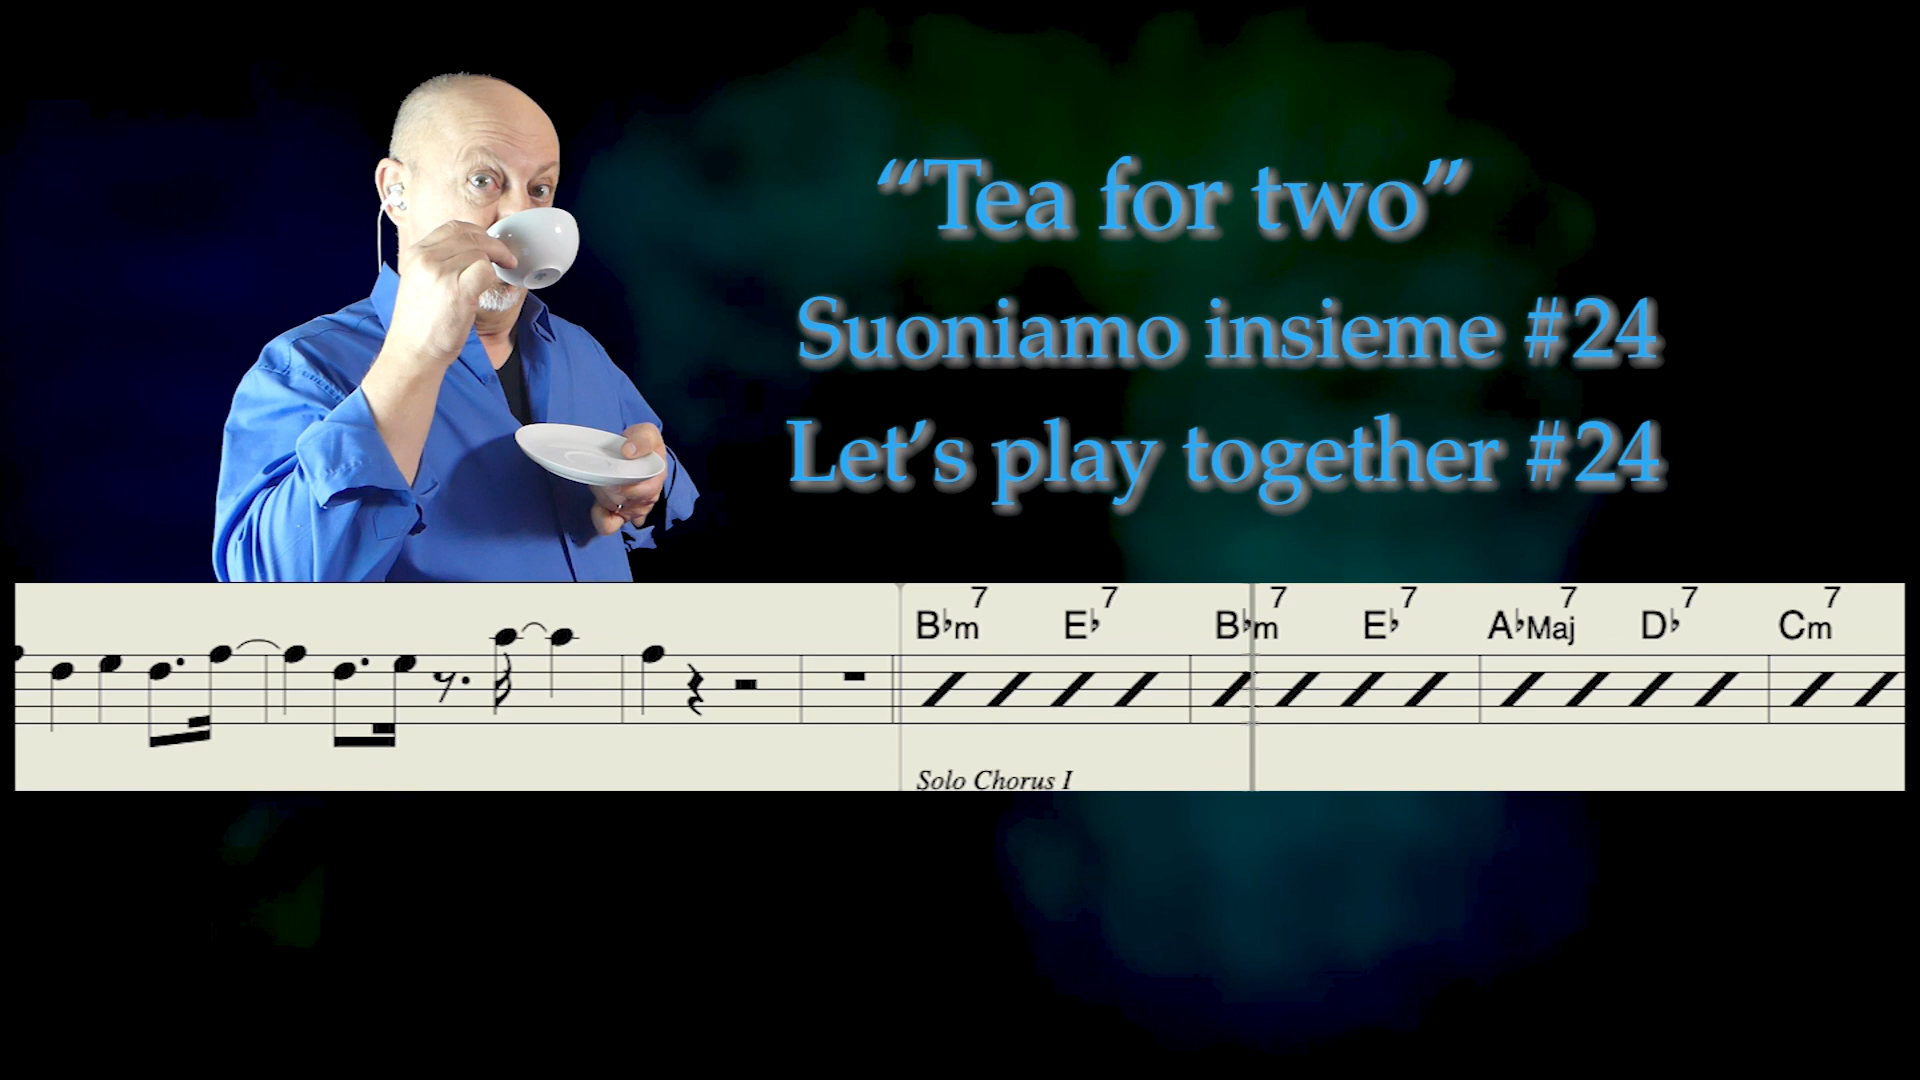 “Tea for two”
Suoniamo insieme #24
Let’s play together #24
B♭m7 E♭7 B♭m7 E♭7 A♭Maj7 D♭7 Cm7
Solo Chorus I